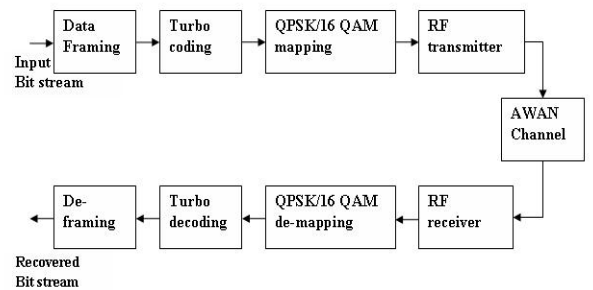 Data
Framing
Turbo
coding
QPSK/16 QAM
mapping
RF
transmitter
Input
Bit stream
AWAN
Channel
De-
framing
Turbo
decoding
QPSK/16 QAM
de-mapping
RF
receiver
Recovered
Bit stream